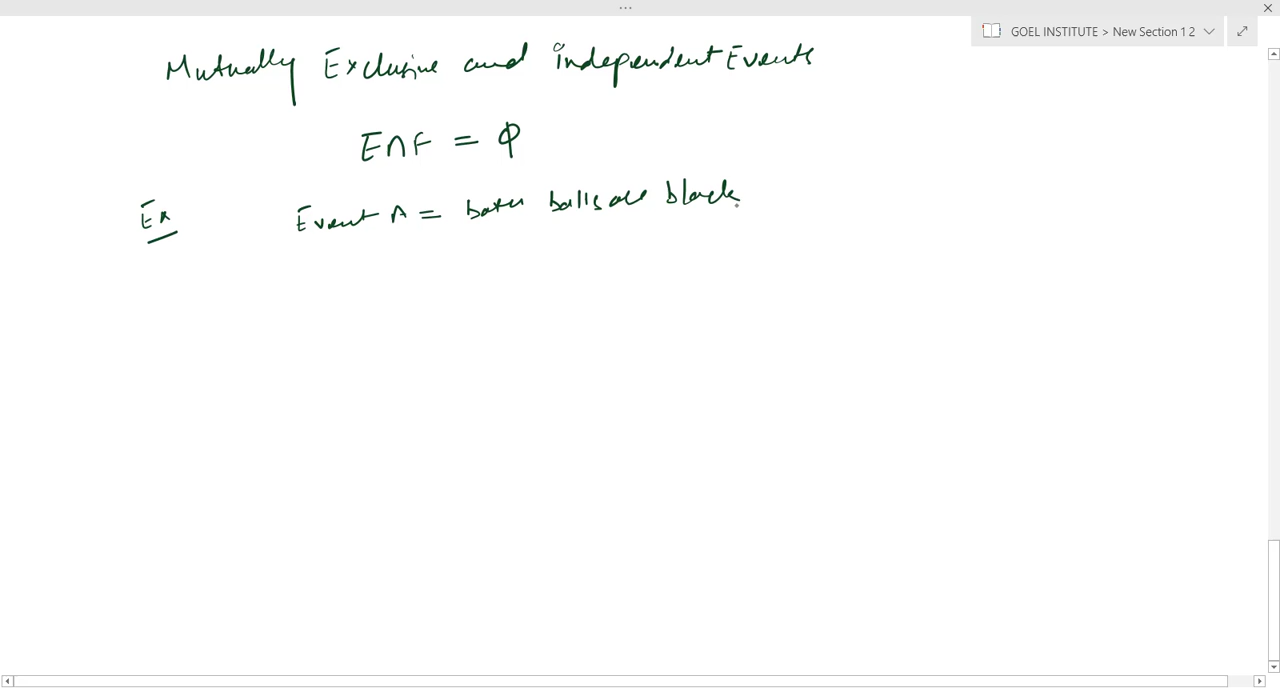 ...
GOEL INSTITUTE > New Section 1 2
Mutually Exclusive and independent Events
E∩F = φ
Ex Event A = both balls are black